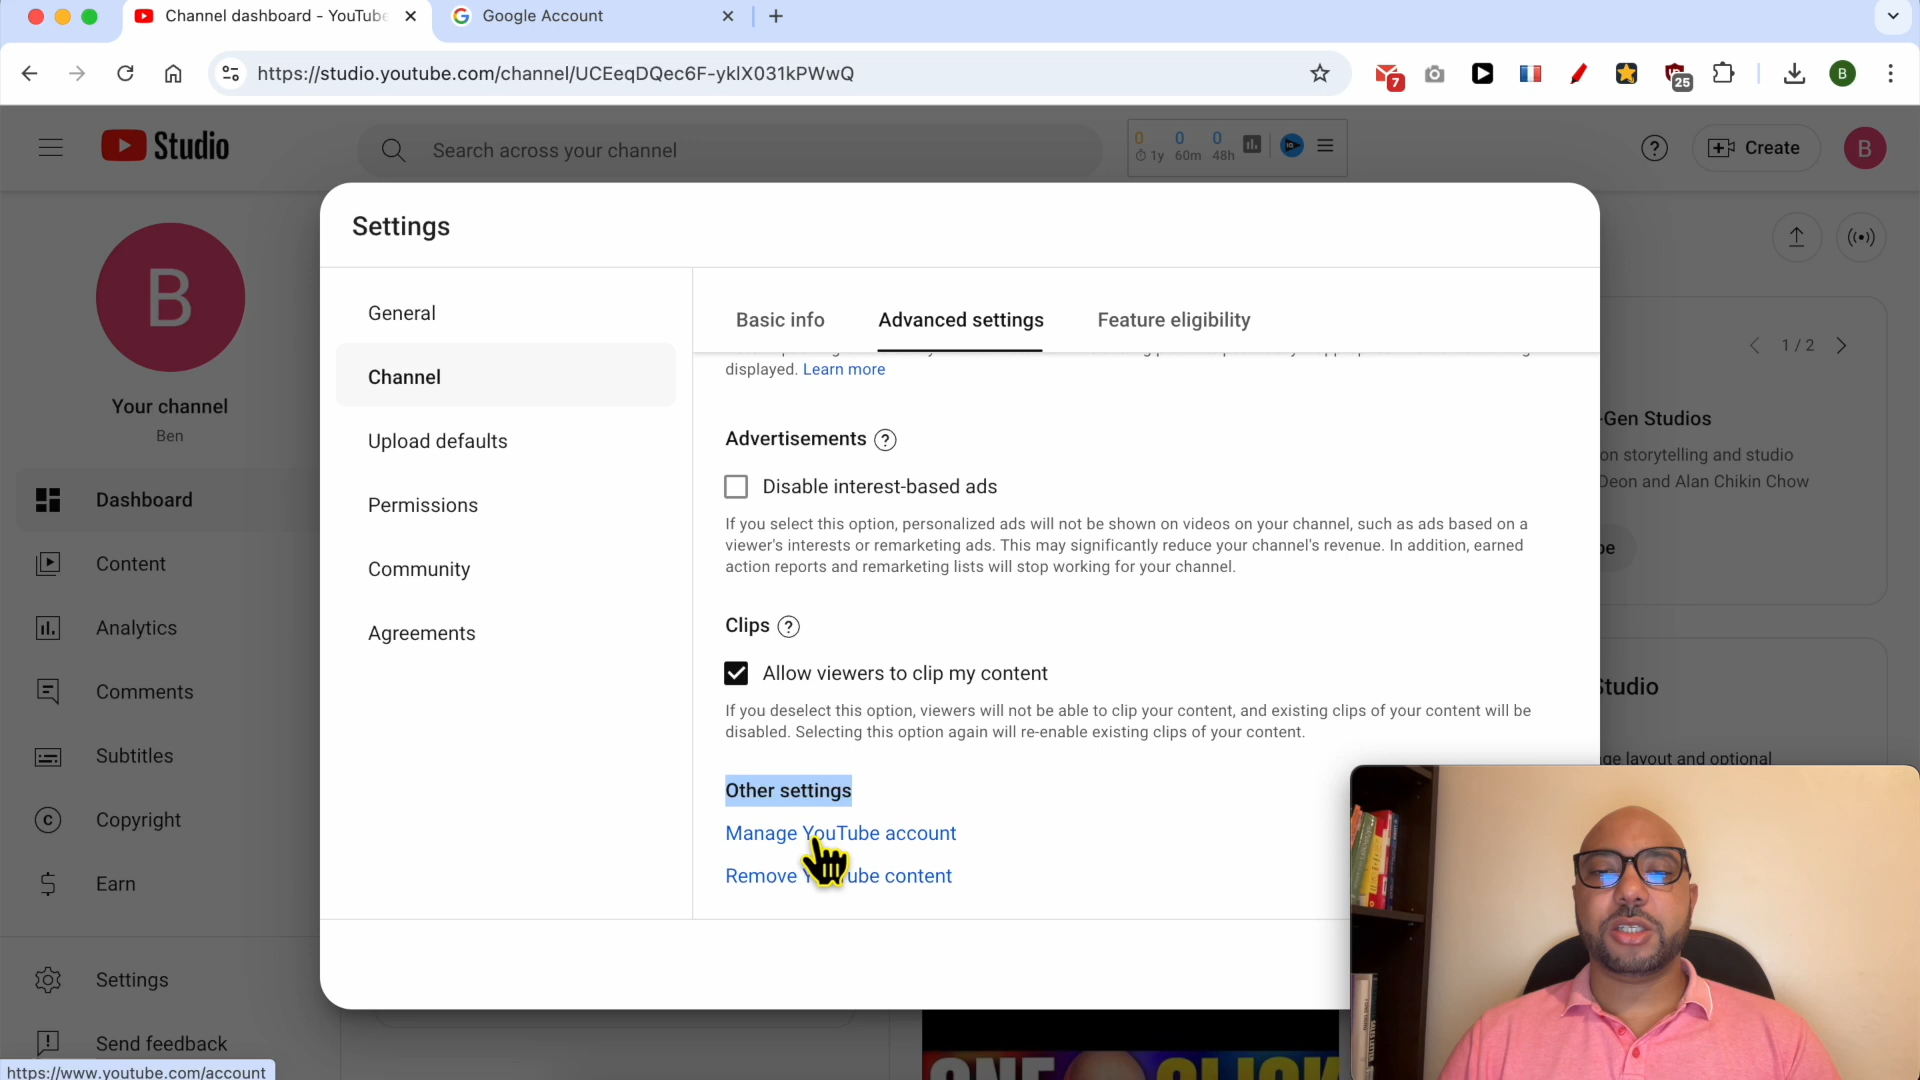 Channel dashboard - YouTube
Google Account
https://studio.youtube.com/channel/UCEeqDQec6F-yklX031kPWwQ
7
25
B
Studio
Search across your channel
0 0 0
1y 60m 48h
Create
B
Settings
B
Your channel
Ben
Dashboard
Content
Analytics
Comments
Subtitles
Copyright
Earn
Settings
Send feedback
General
Channel
Upload defaults
Permissions
Community
Agreements
Basic info
Advanced settings
Feature eligibility
displayed. Learn more
Advertisements
Disable interest-based ads
If you select this option, personalized ads will not be shown on videos on your channel, such as ads based on a
viewer's interests or remarketing ads. This may significantly reduce your channel's revenue. In addition, earned
action reports and remarketing lists will stop working for your channel.
Clips
Allow viewers to clip my content
If you deselect this option, viewers will not be able to clip your content, and existing clips of your content will be
disabled. Selecting this option again will re-enable existing clips of your content.
Other settings
Manage YouTube account
Remove YouTube content
1 / 2
-Gen Studios
on storytelling and studio
Deon and Alan Chikin Chow
be
Studio
ge layout and optional
ONE CLICK
https://www.youtube.com/account